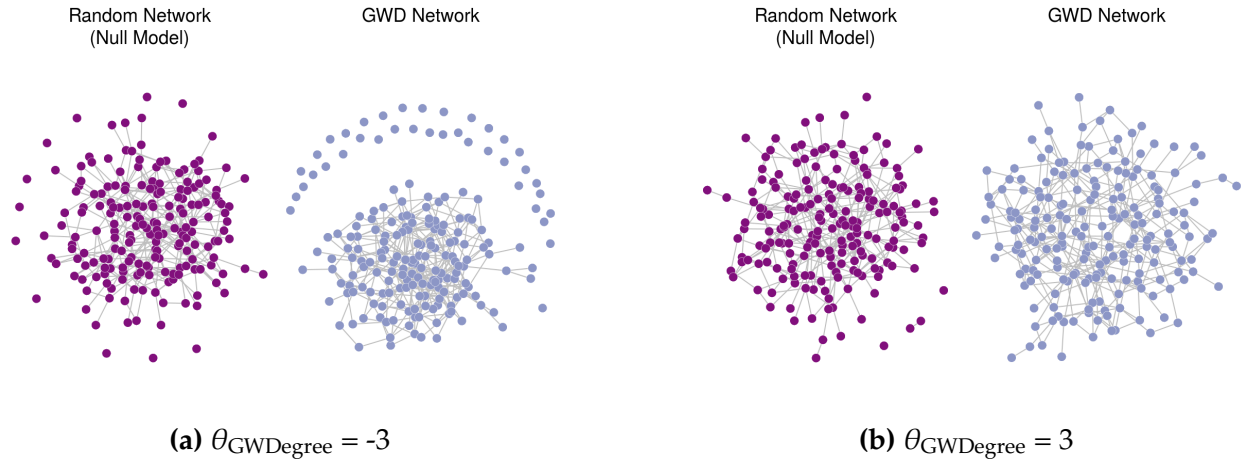 Random Network
(Null Model)
GWD Network
Random Network
(Null Model)
GWD Network
(a) θGWDegree = -3
(b) θGWDegree = 3